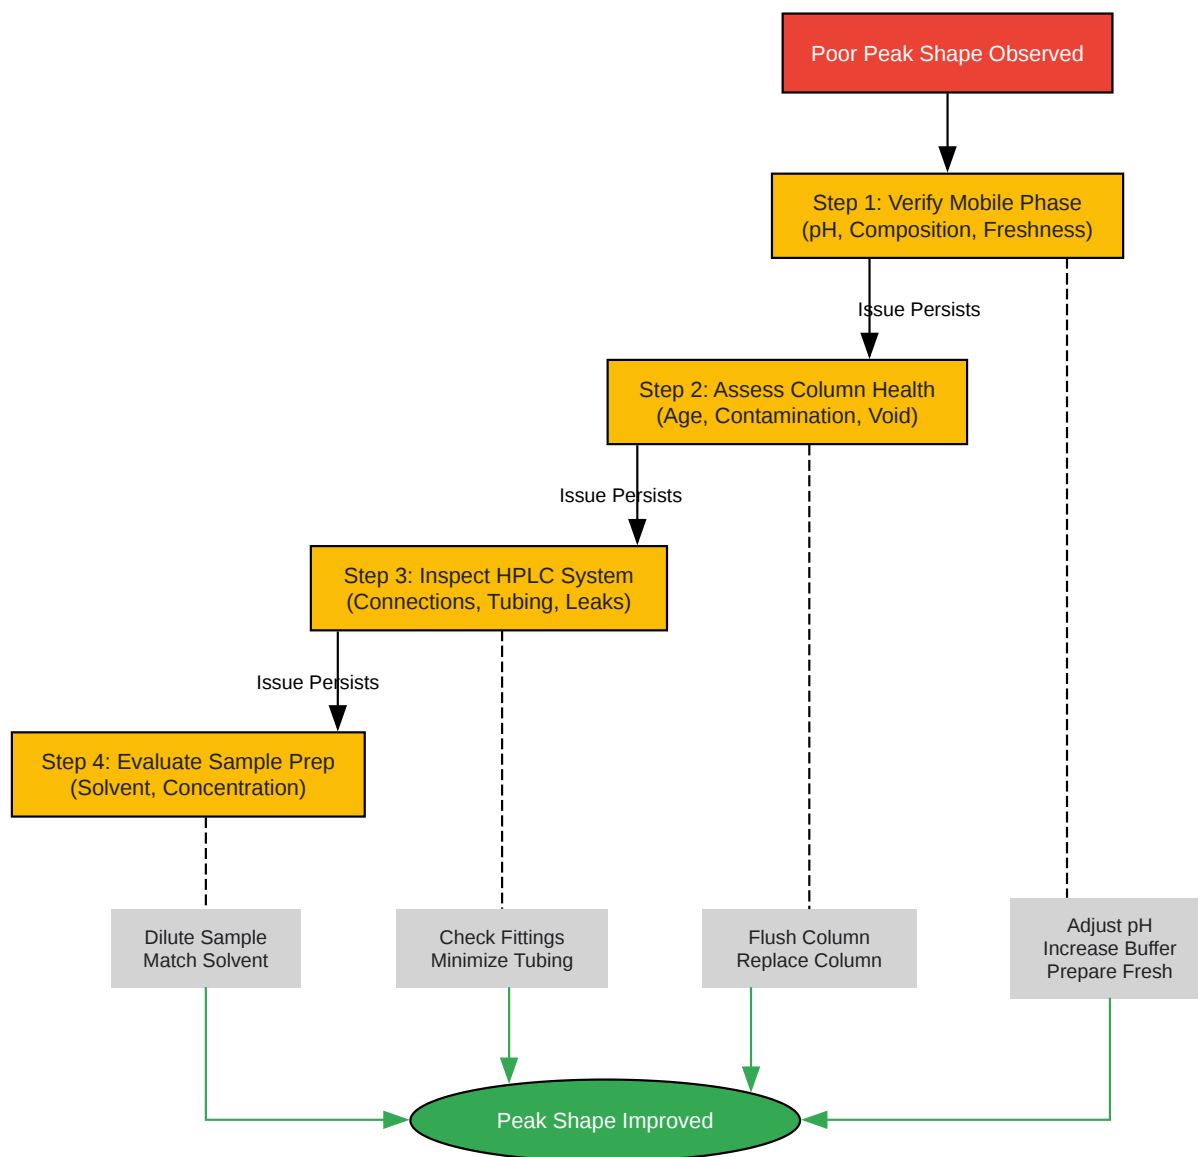 Poor Peak Shape Observed
Step 1: Verify Mobile Phase
(pH, Composition, Freshness)
Issue Persists
Step 2: Assess Column Health
(Age, Contamination, Void)
Issue Persists
Step 3: Inspect HPLC System
(Connections, Tubing, Leaks)
Issue Persists
Step 4: Evaluate Sample Prep
(Solvent, Concentration)
Dilute Sample
Match Solvent
Check Fittings
Minimize Tubing
Flush Column
Replace Column
Adjust pH
Increase Buffer
Prepare Fresh
Peak Shape Improved